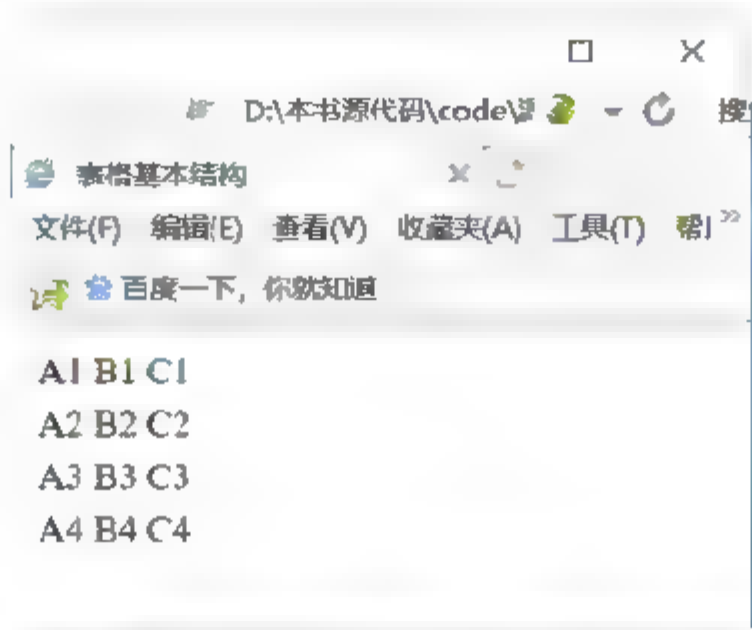 D:\本书源代码\code\
表格基本结构
文件(F) 编辑(E) 查看(V) 收藏夹(A) 工具(T)
百度一下，你就知道
A1 B1 C1
A2 B2 C2
A3 B3 C3
A4 B4 C4